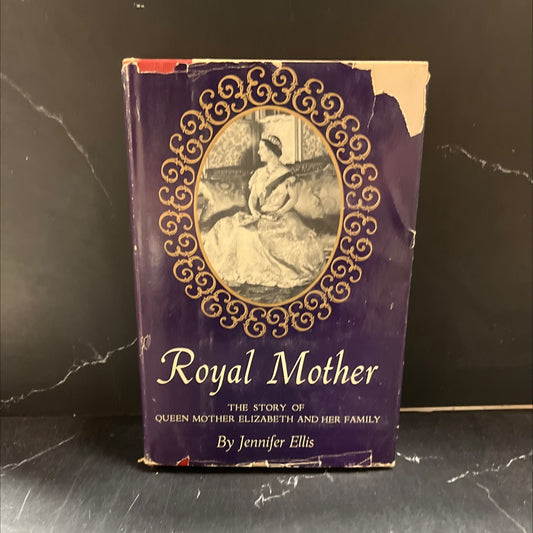 Royal Mother
THE STORY OF
QUEEN MOTHER ELIZABETH AND HER FAMILY
By Jennifer Ellis